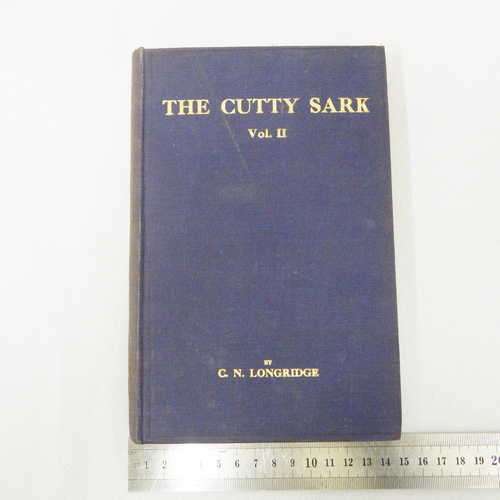 THE CUTTY SARK
Vol. II
BY
C. N. LONGRIDGE
1 2 3 4 5 6 7 8 9 10 11 12 13 14 15 16 17 18 19 20